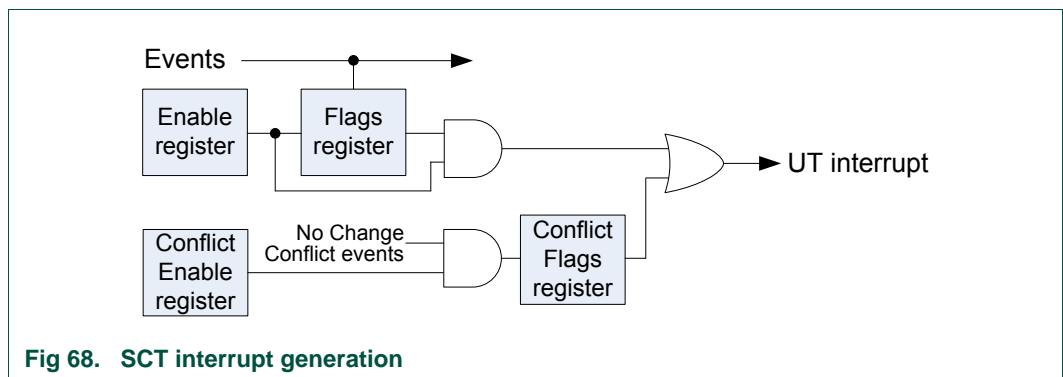 Events
Enable
register
Flags
register
UT interrupt
No Change
Conflict events
Conflict
Enable
register
Conflict
Flags
register
Fig 68. SCT interrupt generation